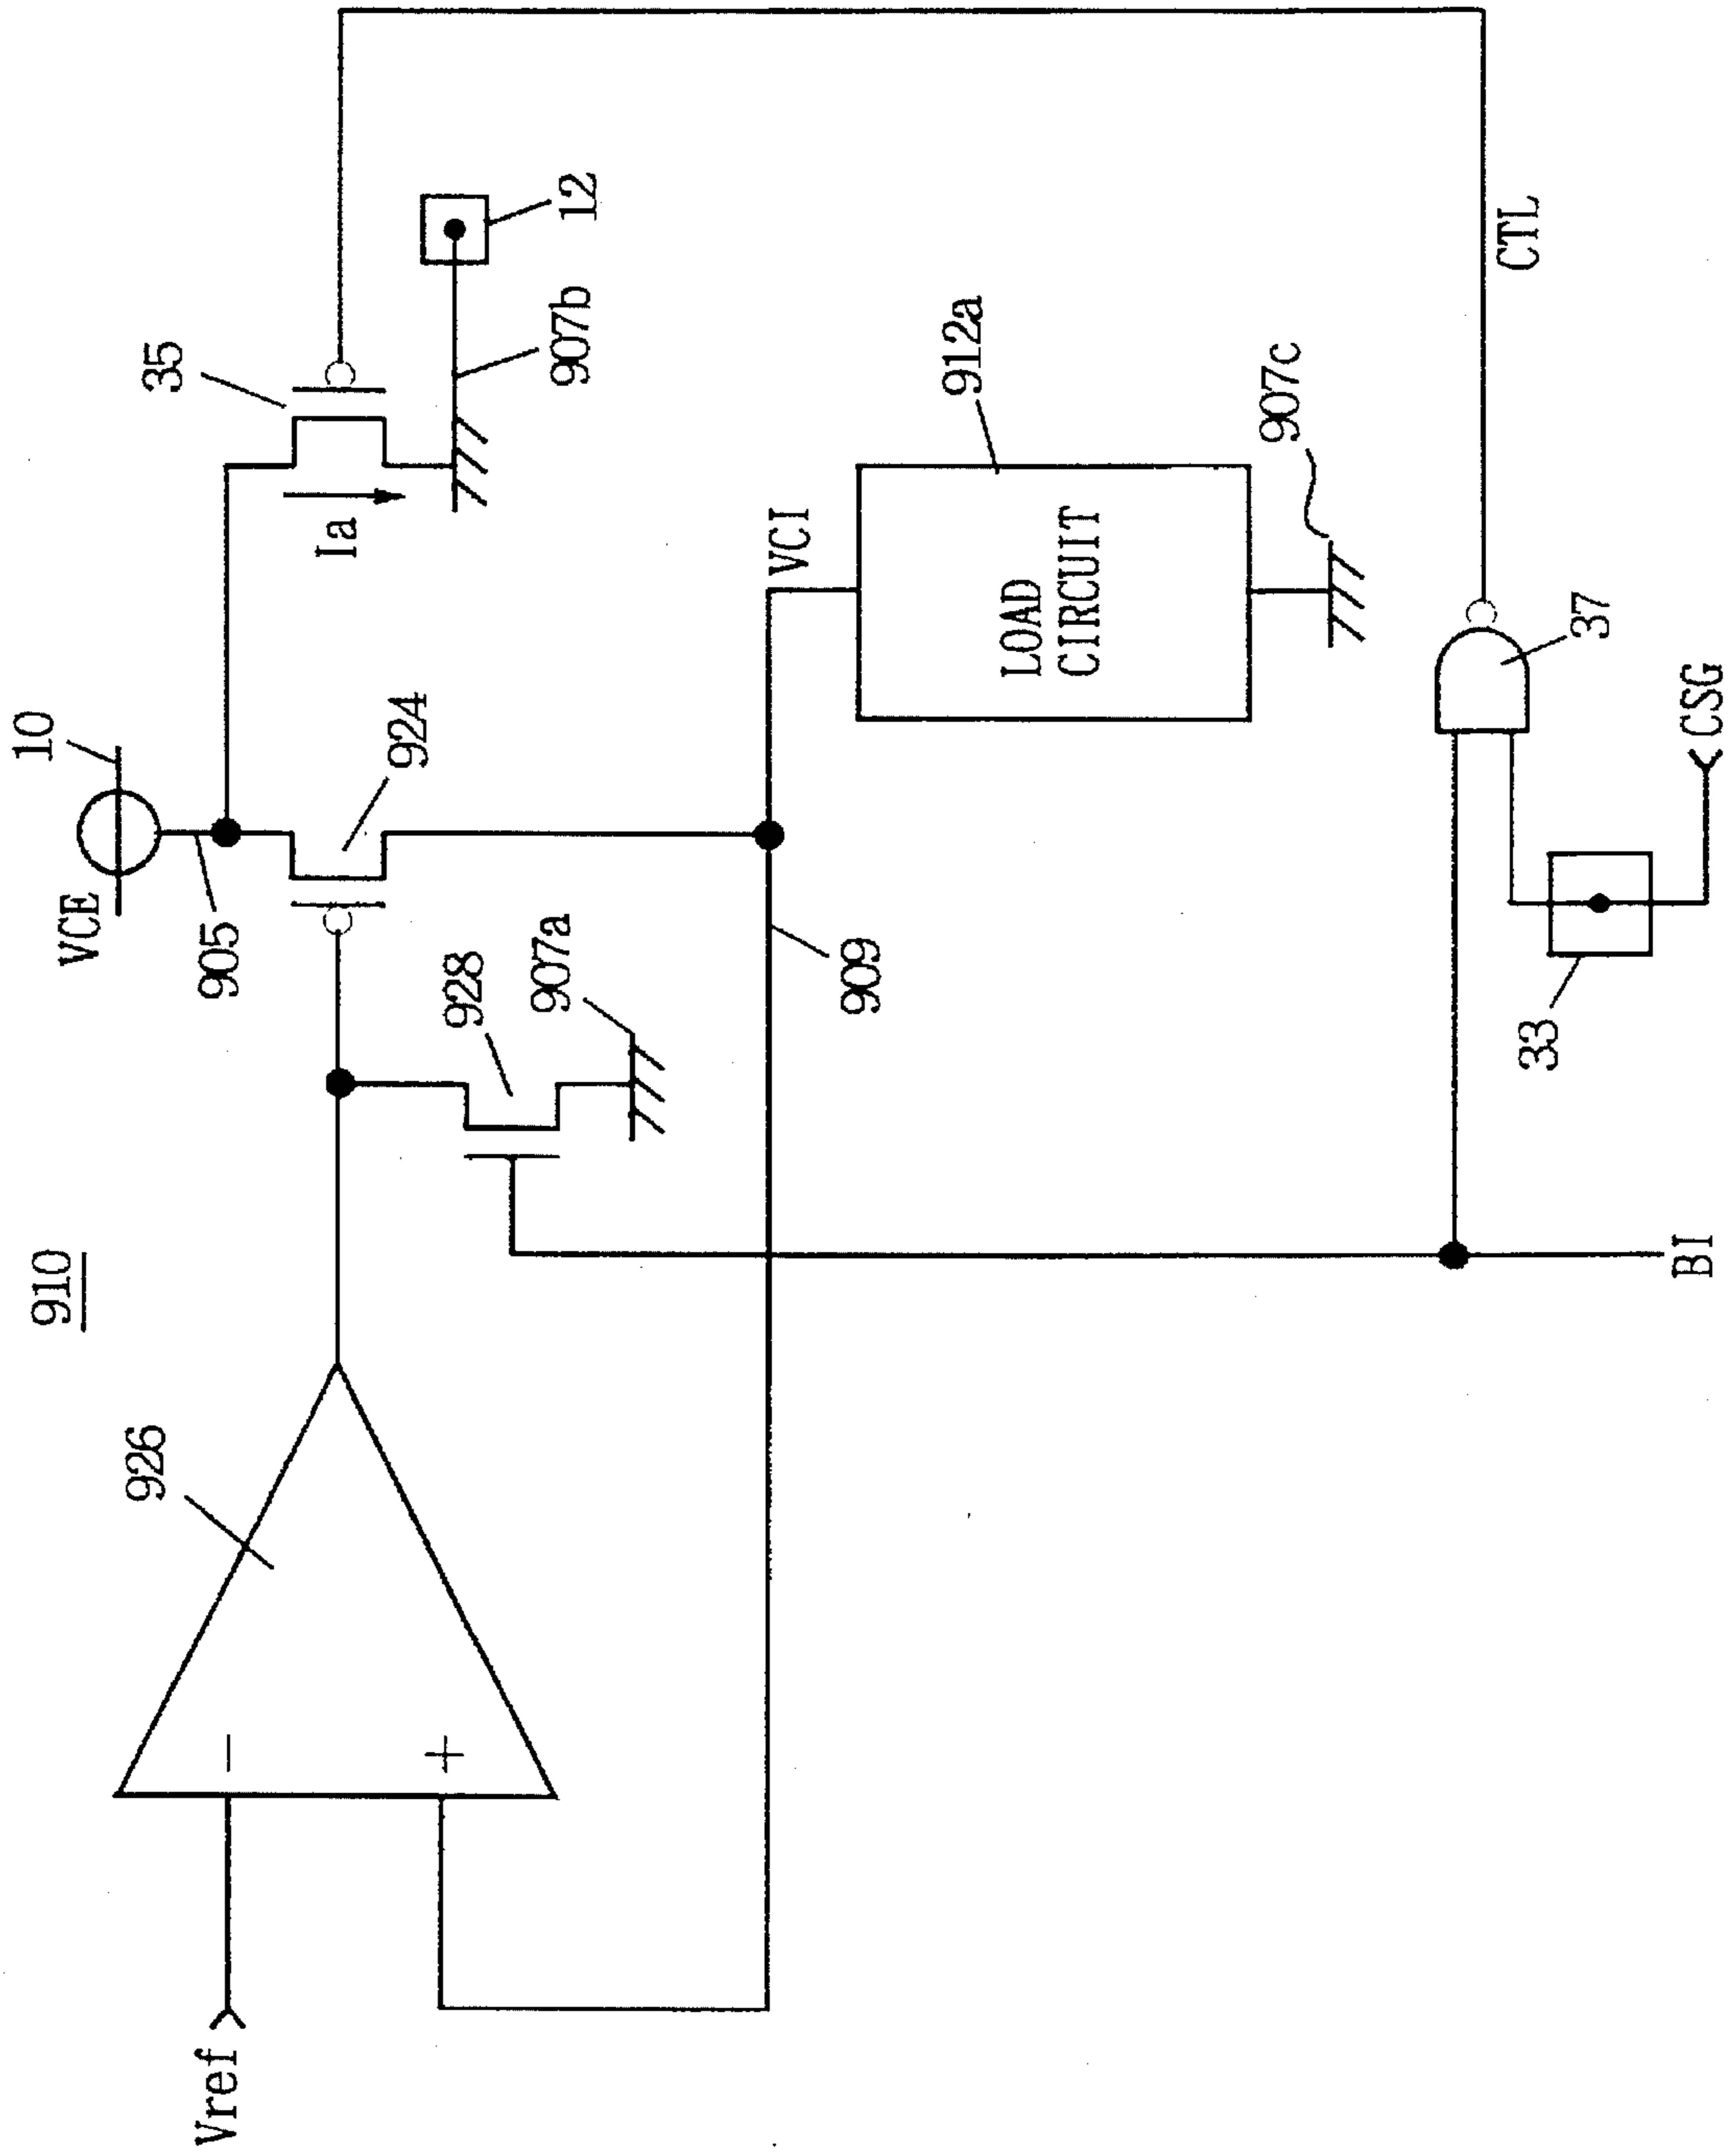 910
VCE
10
905
924
35
Ia
12
907b
926
928
907a
Vref
-
+
909
VCI
LOAD
CIRCUIT
912a
907c
37
CTL
33
CSG
BI